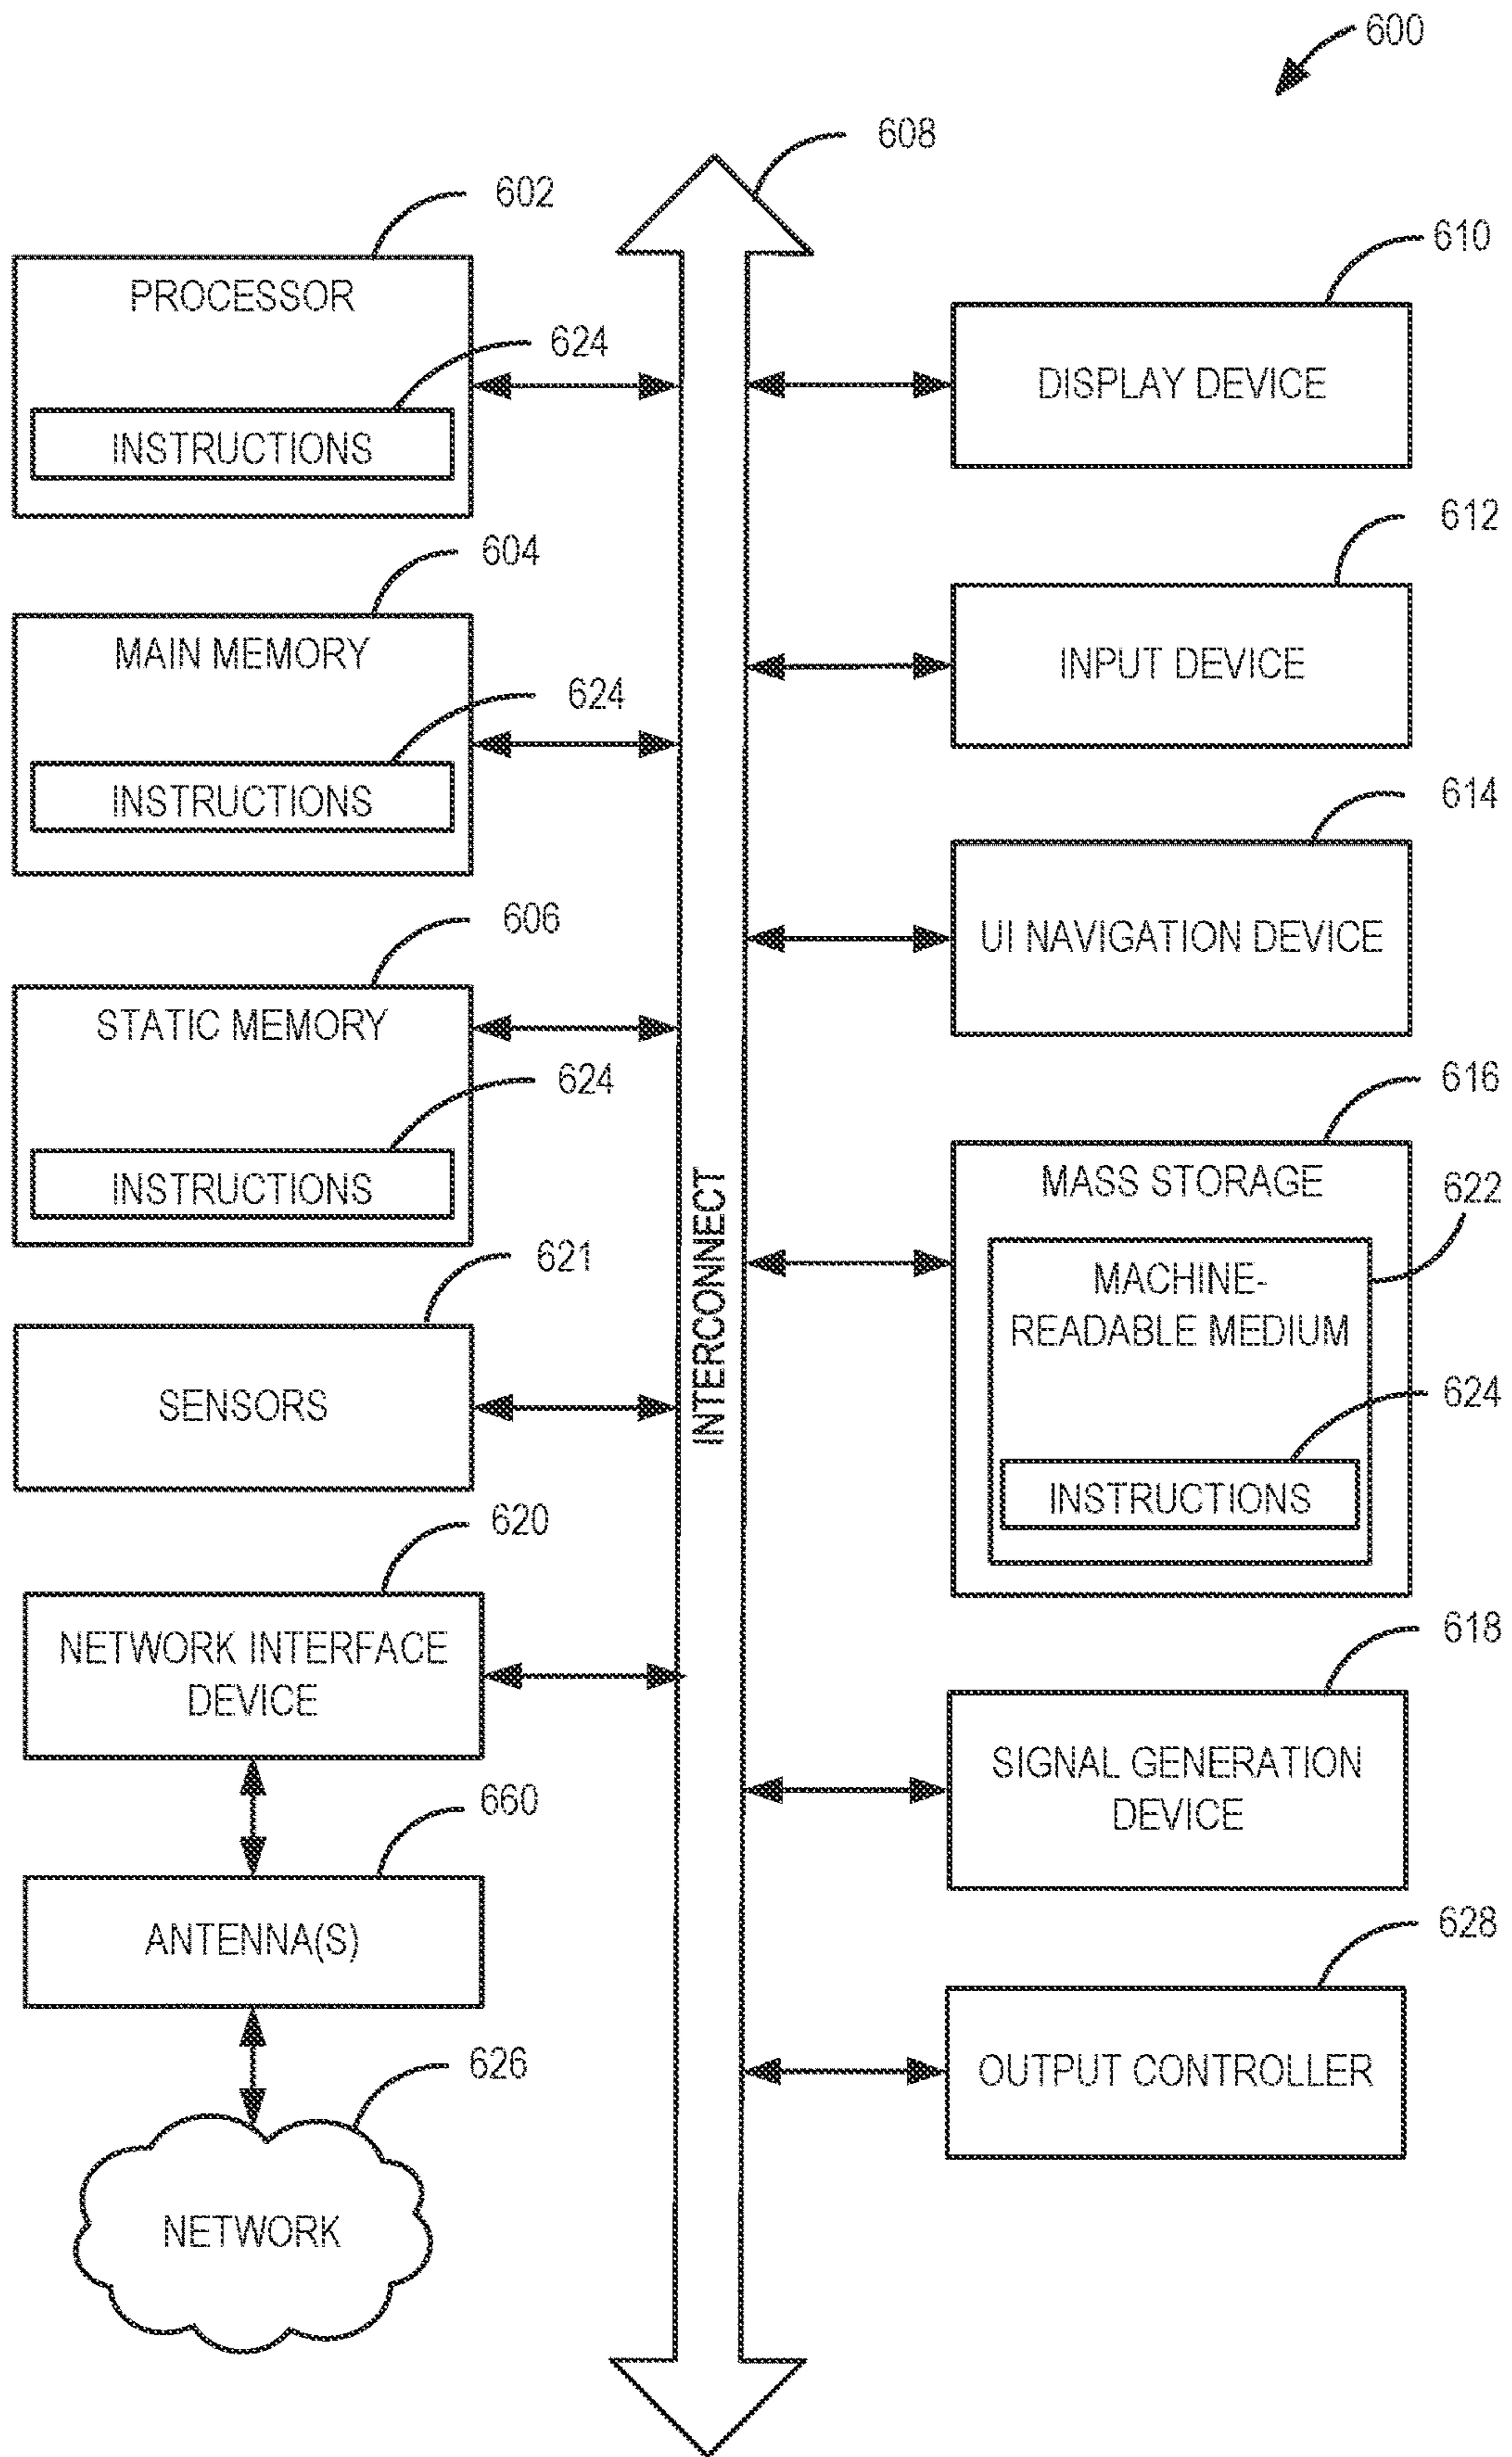 600
608
602
PROCESSOR
624
INSTRUCTIONS
604
MAIN MEMORY
624
INSTRUCTIONS
606
STATIC MEMORY
624
INSTRUCTIONS
621
SENSORS
620
NETWORK INTERFACE
DEVICE
660
ANTENNA(S)
626
NETWORK
INTERCONNECT
610
DISPLAY DEVICE
612
INPUT DEVICE
614
UI NAVIGATION DEVICE
616
MASS STORAGE
622
MACHINE-
READABLE MEDIUM
624
INSTRUCTIONS
618
SIGNAL GENERATION
DEVICE
628
OUTPUT CONTROLLER